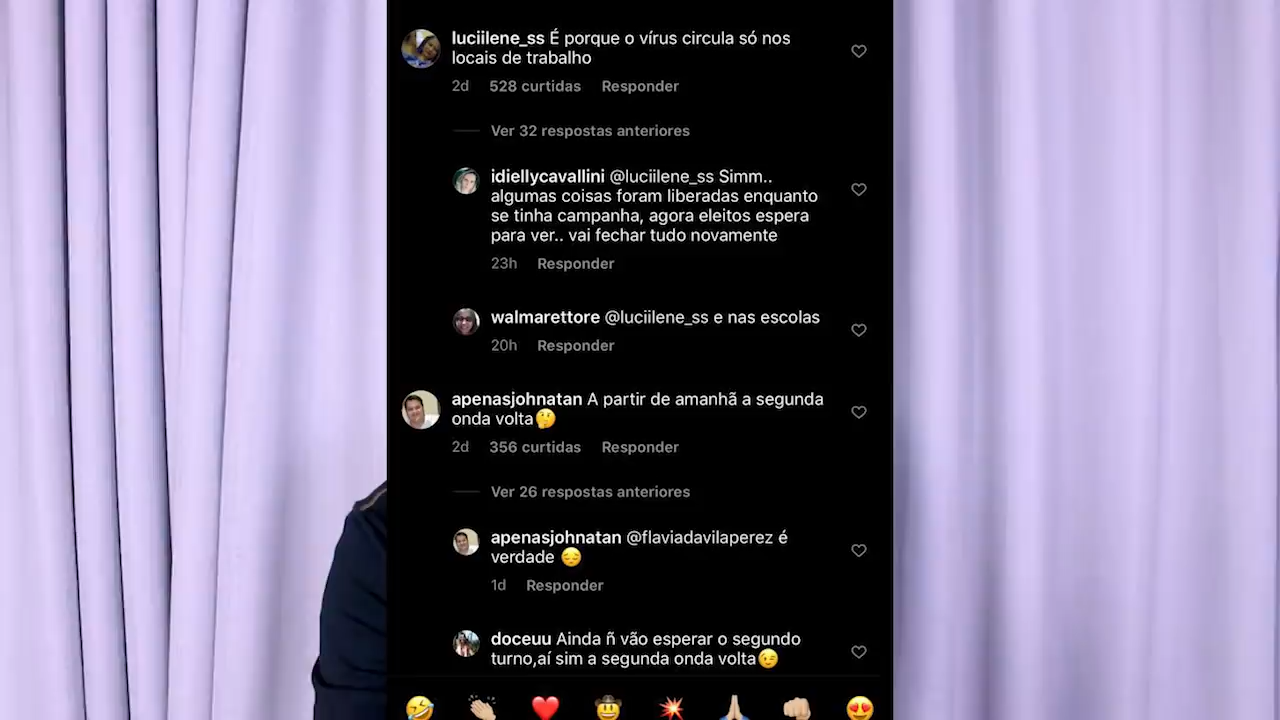 luciilene_ss É porque o vírus circula só nos
locais de trabalho
2d 528 curtidas Responder
Ver 32 respostas anteriores
idiellycavallini @luciilene_ss Simm..
algumas coisas foram liberadas enquanto
se tinha campanha, agora eleitos espera
para ver.. vai fechar tudo novamente
23h Responder
walmarettore @luciilene_ss e nas escolas
20h Responder
apenasjohnatan A partir de amanhã a segunda
onda volta🤔
2d 356 curtidas Responder
Ver 26 respostas anteriores
apenasjohnatan @flaviadavilaperez é
verdade 😔
1d Responder
doceuu Ainda ñ vão esperar o segundo
turno,aí sim a segunda onda volta😉